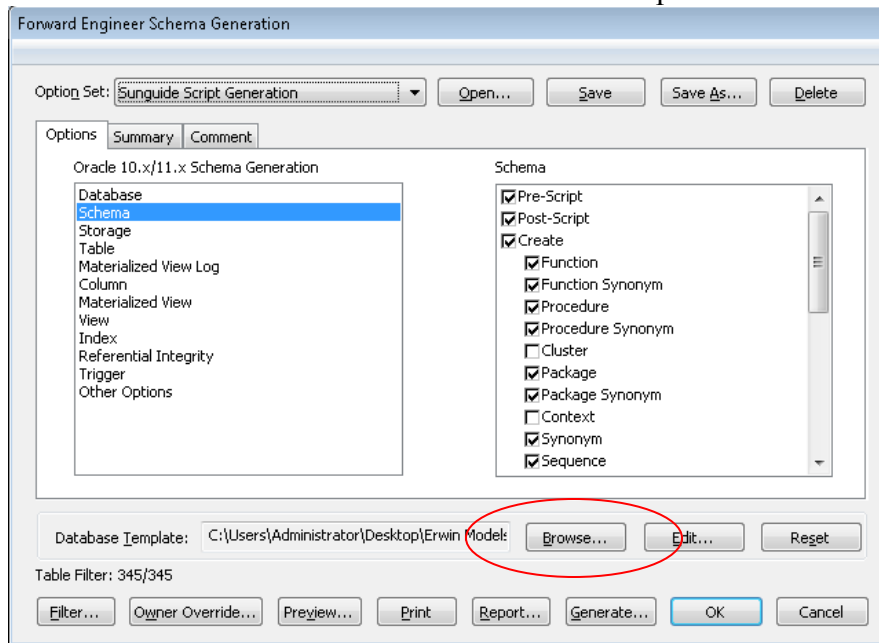 Forward Engineer Schema Generation
Option Set: Sunguide Script Generation Open... Save Save As... Delete
Options Summary Comment
Oracle 10.x/11.x Schema Generation
Database
Schema
Storage
Table
Materialized View Log
Column
Materialized View
View
Index
Referential Integrity
Trigger
Other Options
Schema
Pre-Script
Post-Script
Create
Function
Function Synonym
Procedure
Procedure Synonym
Cluster
Package
Package Synonym
Context
Synonym
Sequence
Database Template: C:\Users\Administrator\Desktop\Erwin Models Browse... Edit... Reset
Table Filter: 345/345
Filter... Owner Override... Preview... Print Report... Generate... OK Cancel